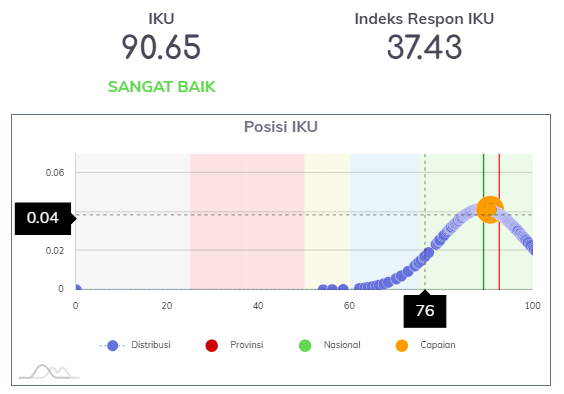 IKU
90.65
SANGAT BAIK
Indeks Respon IKU
37.43
Posisi IKU
0.06
0.04
0.02
0
0
20
40
60
76
100
Distribusi
Provinsi
Nasional
Capaian